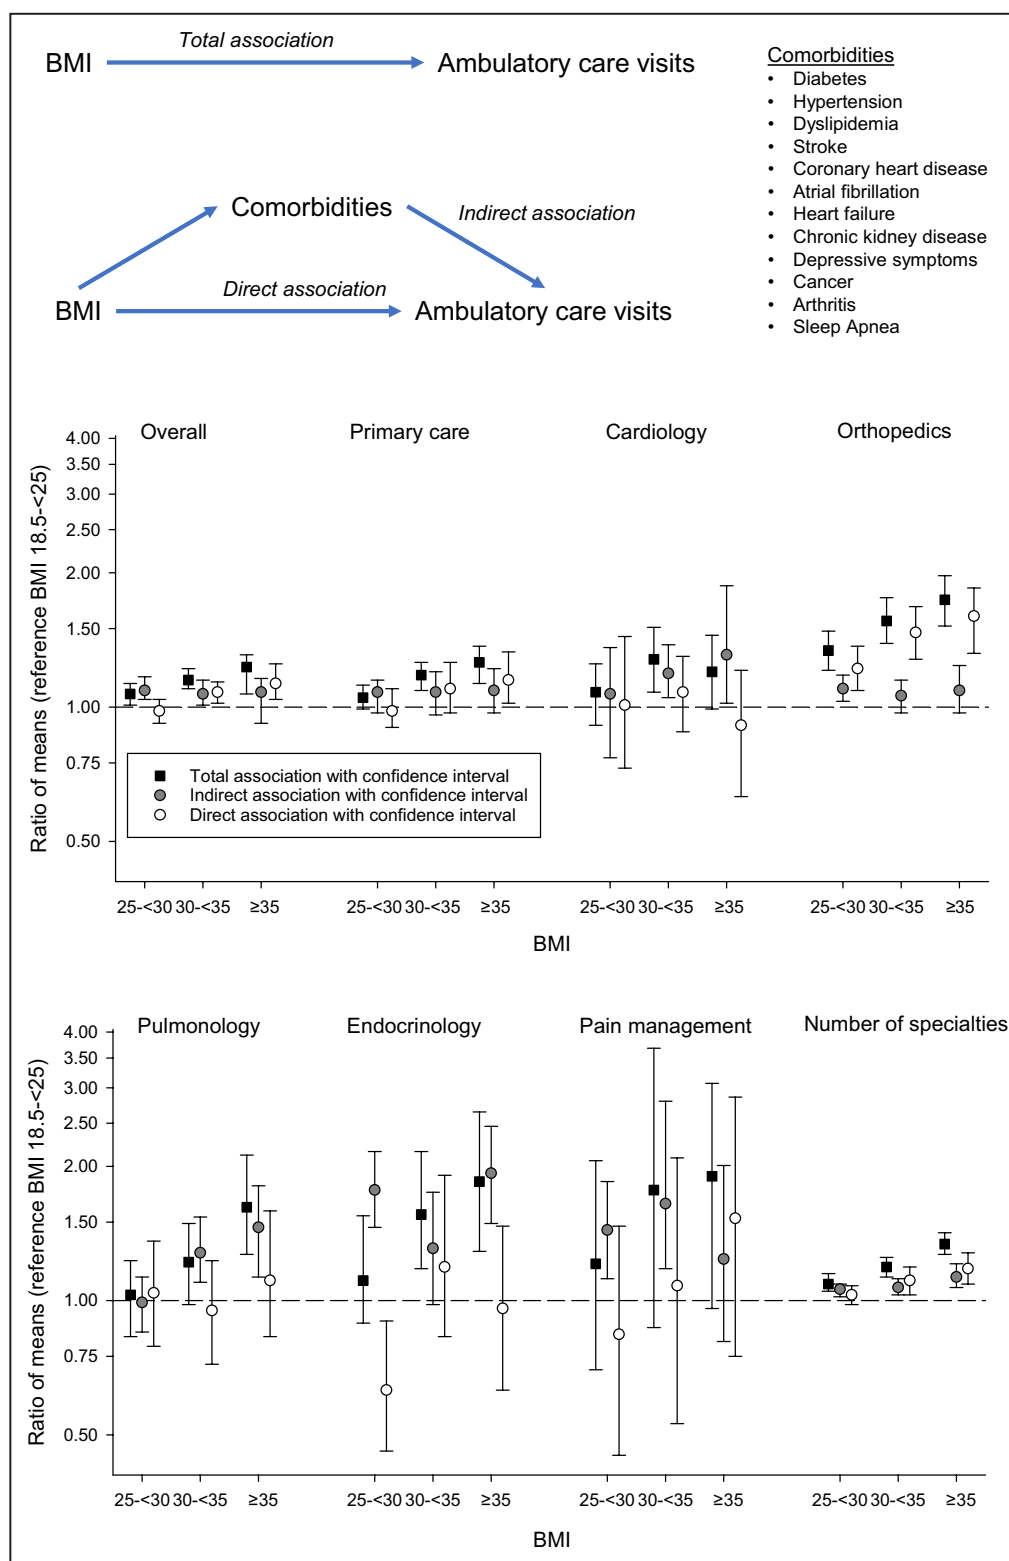 Total association
BMI
Ambulatory care visits
Comorbidities
• Diabetes
• Hypertension
• Dyslipidemia
• Stroke
• Coronary heart disease
• Atrial fibrillation
• Heart failure
• Chronic kidney disease
• Depressive symptoms
• Cancer
• Arthritis
• Sleep Apnea
Comorbidities
Indirect association
Direct association
BMI
Ambulatory care visits
Ratio of means (reference BMI 18.5-<25)
Overall
Primary care
Cardiology
Orthopedics
4.00
3.50
3.00
2.50
2.00
1.50
1.00
0.75
0.50
Total association with confidence interval
Indirect association with confidence interval
Direct association with confidence interval
25-<30 30-<35 ≥35
25-<30 30-<35 ≥35
25-<30 30-<35 ≥35
25-<30 30-<35 ≥35
BMI
Ratio of means (reference BMI 18.5-<25)
Pulmonology
Endocrinology
Pain management
Number of specialties
4.00
3.50
3.00
2.50
2.00
1.50
1.00
0.75
0.50
25-<30 30-<35 ≥35
25-<30 30-<35 ≥35
25-<30 30-<35 ≥35
25-<30 30-<35 ≥35
BMI